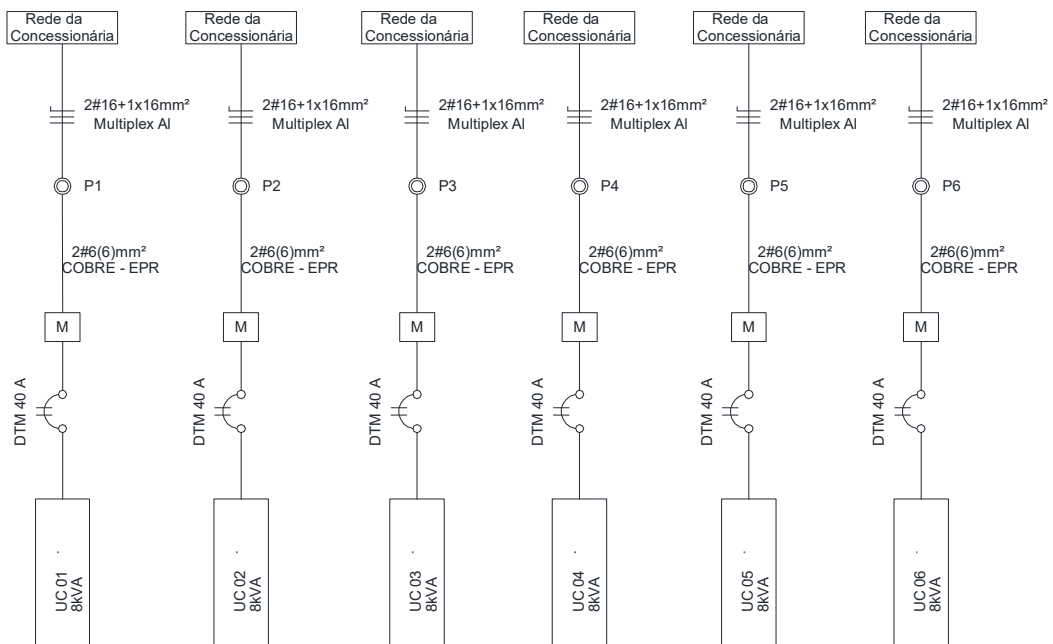 Rede da
Concessionária
Rede da
Concessionária
Rede da
Concessionária
Rede da
Concessionária
Rede da
Concessionária
Rede da
Concessionária
2#16+1x16mm²
Multiplex Al
2#16+1x16mm²
Multiplex Al
2#16+1x16mm²
Multiplex Al
2#16+1x16mm²
Multiplex Al
2#16+1x16mm²
Multiplex Al
2#16+1x16mm²
Multiplex Al
P1
P2
P3
P4
P5
P6
2#6(6)mm²
COBRE - EPR
2#6(6)mm²
COBRE - EPR
2#6(6)mm²
COBRE - EPR
2#6(6)mm²
COBRE - EPR
2#6(6)mm²
COBRE - EPR
2#6(6)mm²
COBRE - EPR
M
M
M
M
M
M
DTM 40 A
DTM 40 A
DTM 40 A
DTM 40 A
DTM 40 A
DTM 40 A
UC 01
8kVA
UC 02
8kVA
UC 03
8kVA
UC 04
8kVA
UC 05
8kVA
UC 06
8kVA